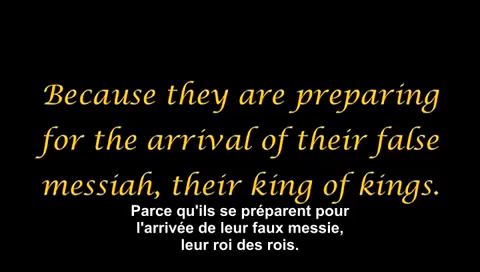 Because they are preparing
for the arrival of their false
messiah, their king of kings.
Parce qu'ils se préparent pour
l'arrivée de leur faux messie,
leur roi des rois.